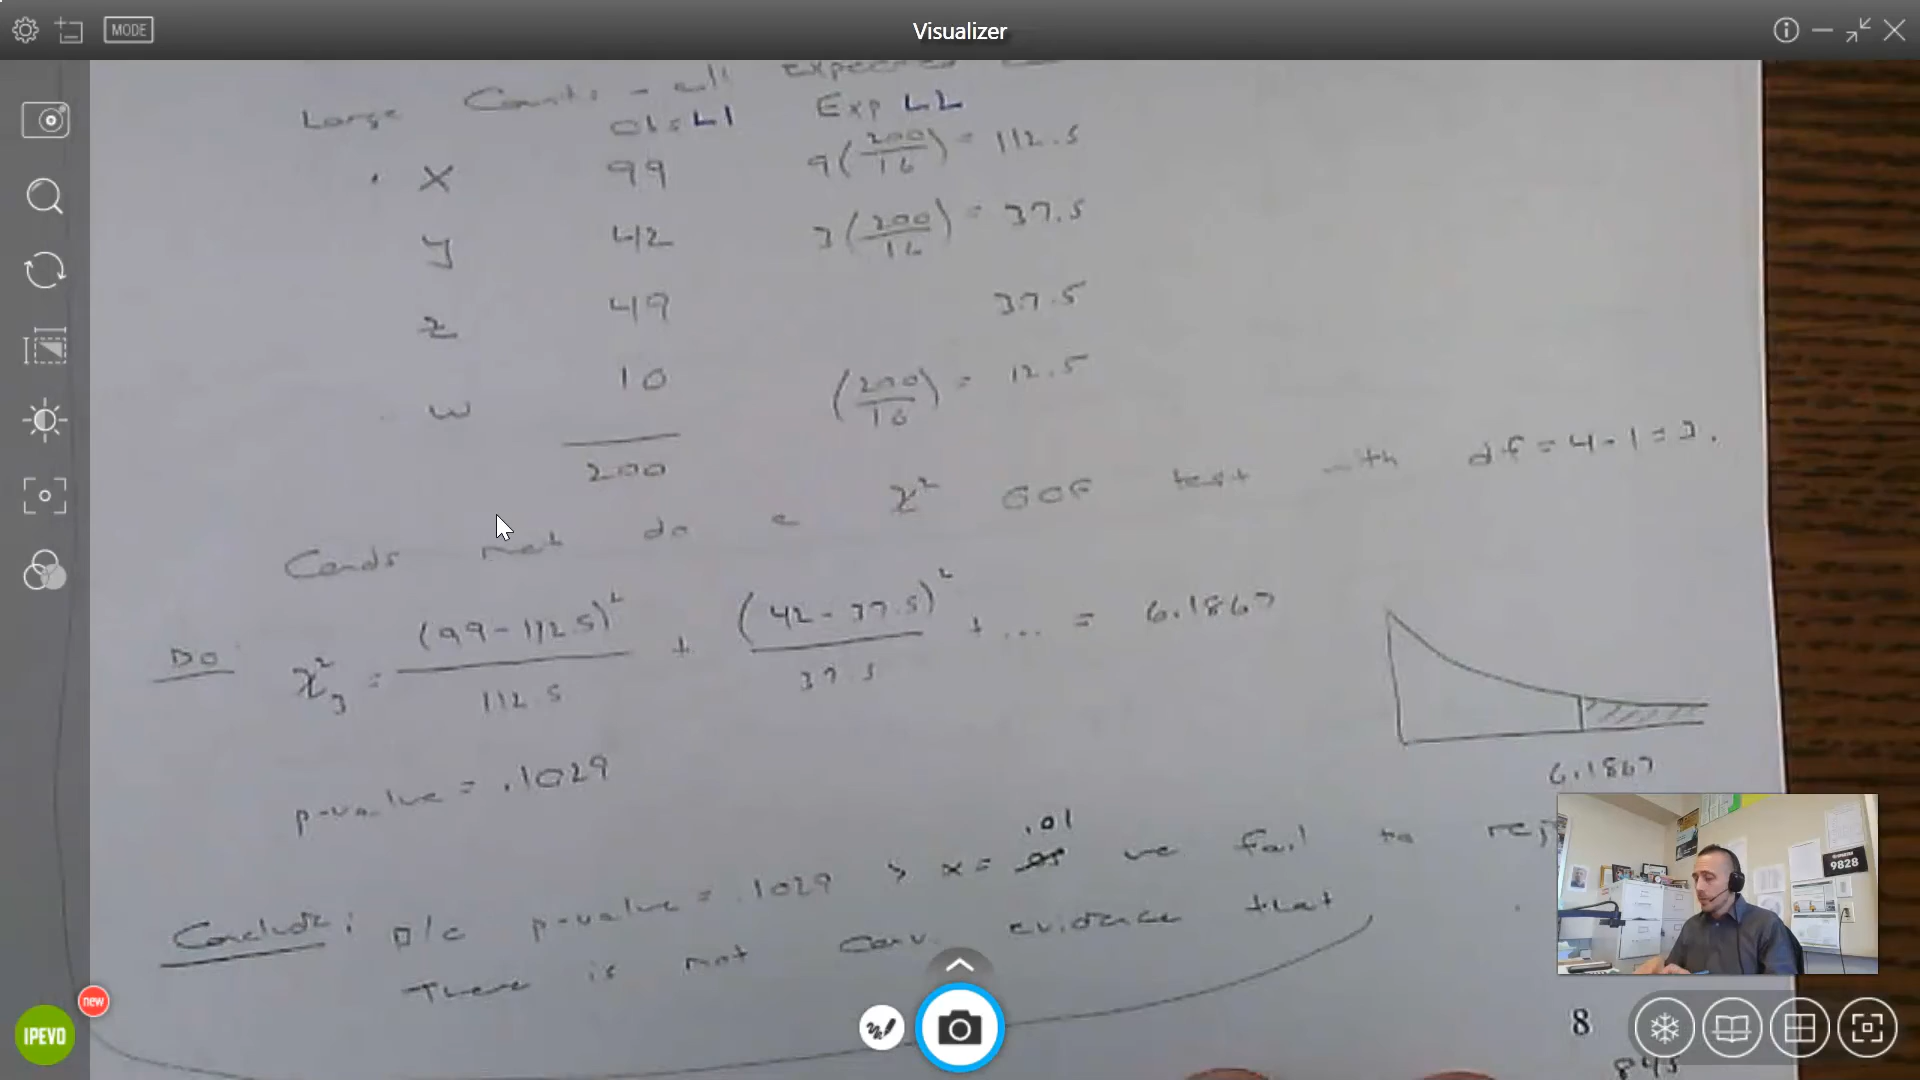 MODE
Visualizer
Large Counts - all expected
Obs L1 Exp L2
X 99 9(200/16) = 112.5
y 42 3(200/16) = 37.5
z 49 37.5
w 10 (200/16) = 12.5
200
Conds met do a χ² GOF test with df = 4 - 1 = 3.
Do: χ²₃ = (99 - 112.5)²/112.5 + (42 - 37.5)²/37.5 + ... = 6.1867
6.1867
p-value = .1029
.01
Conclude: B/c p-value = .1029 > α = .05 we fail to rej
There is not conv. evidence that
9828
new
IPEVO
8
845